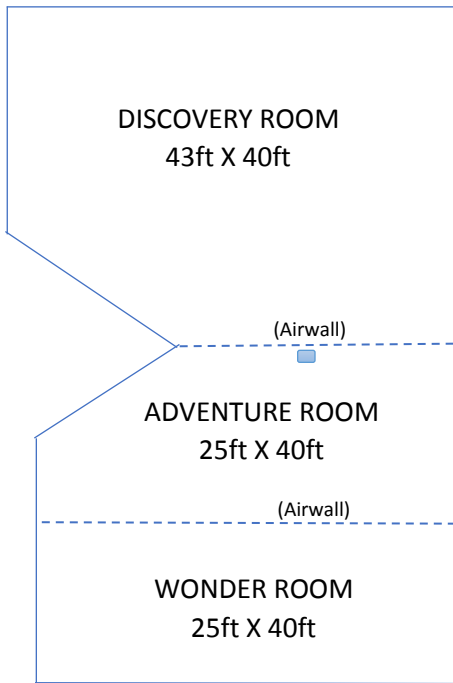 DISCOVERY ROOM
43ft X 40ft
(Airwall)
ADVENTURE ROOM
25ft X 40ft
(Airwall)
WONDER ROOM
25ft X 40ft